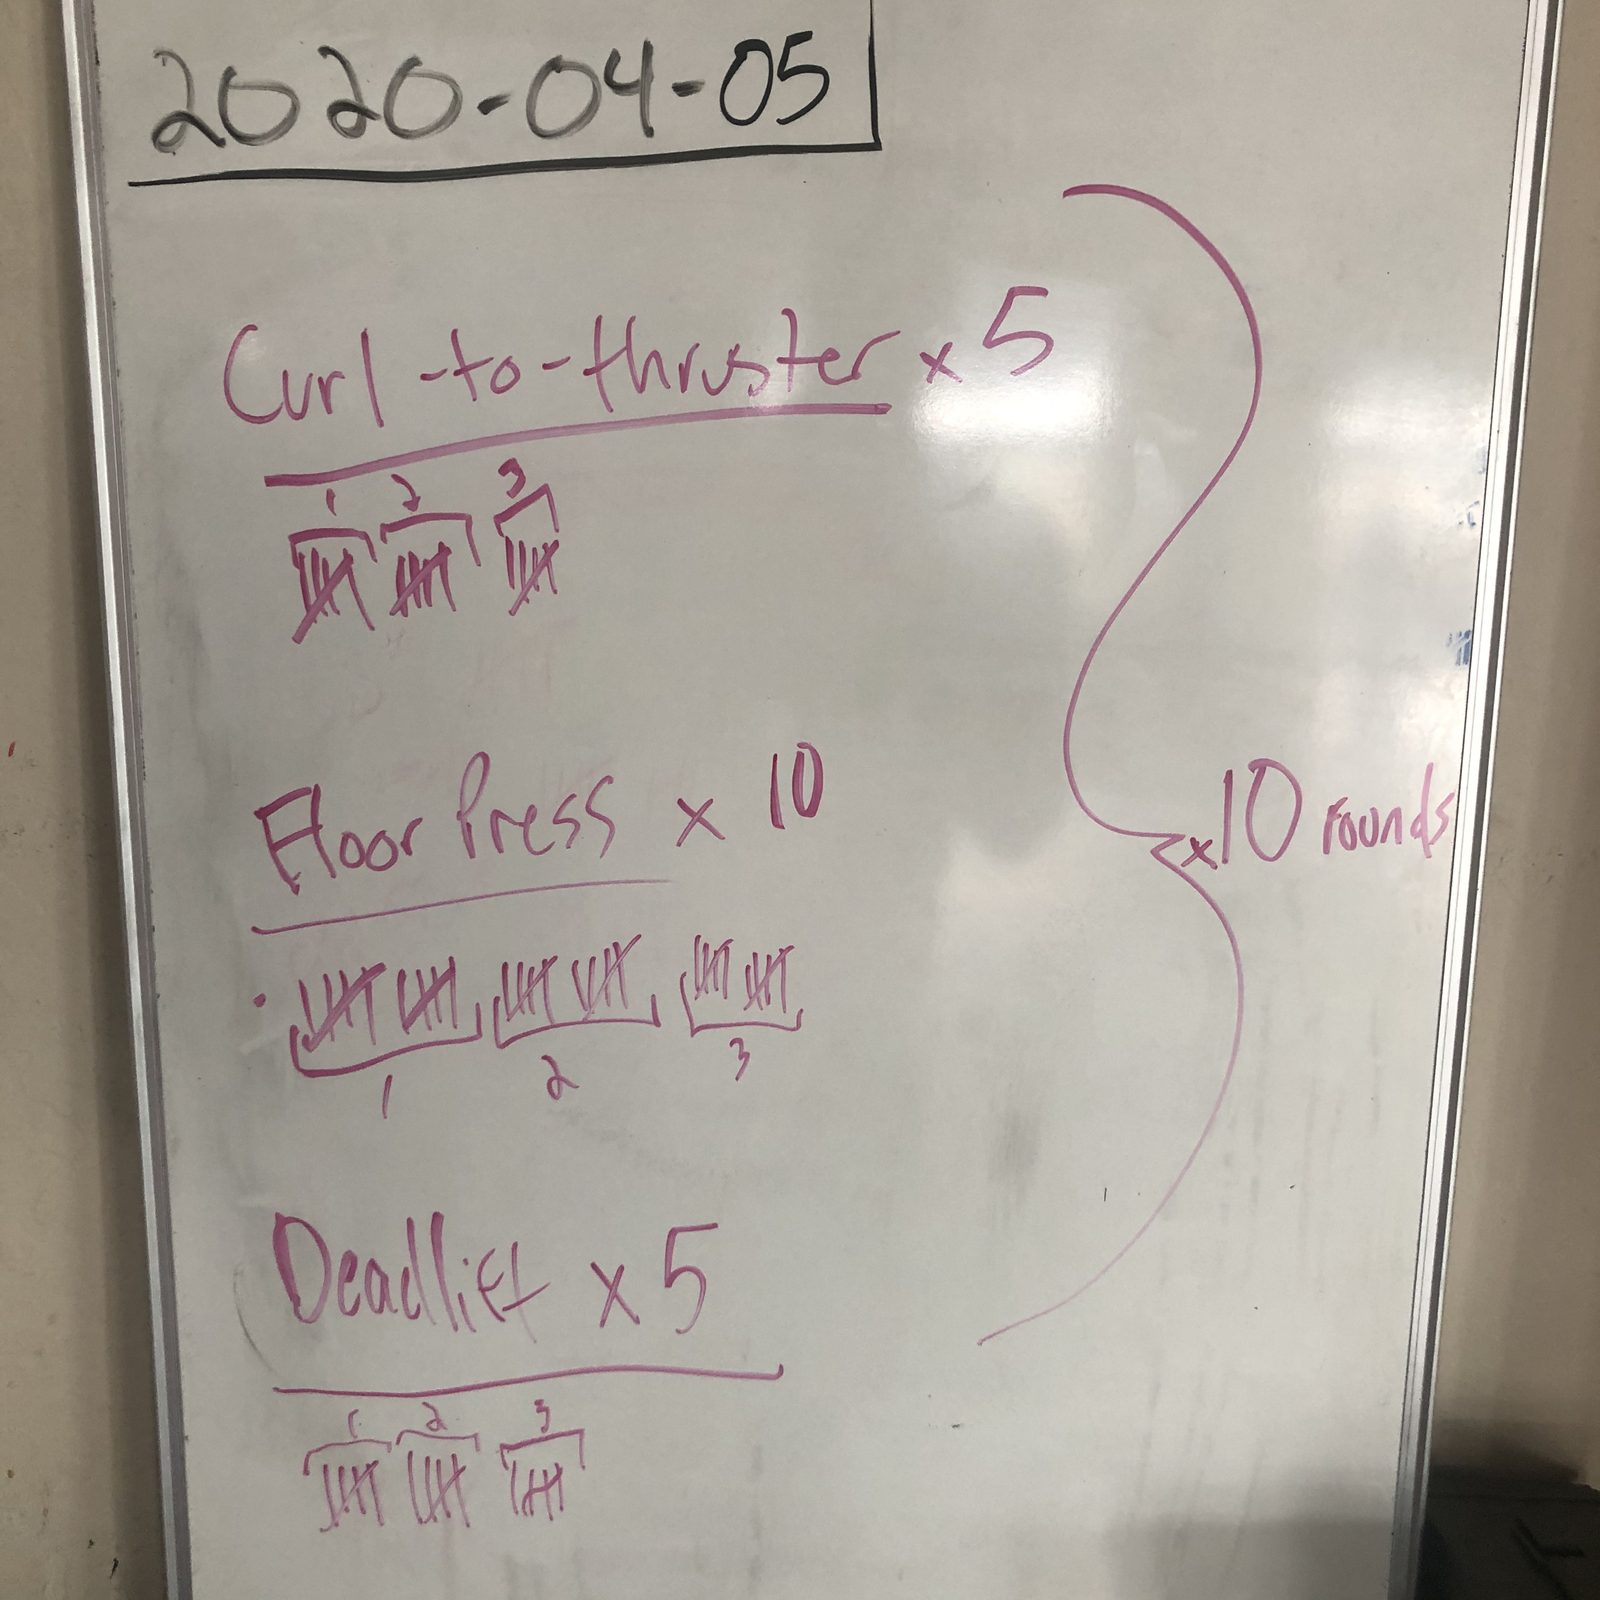 2020-04-05
Curl-to-thruster x 5
1 2 3
Floor Press x 10
x10 rounds
1 2 3
Deadlift x 5
1 2 3